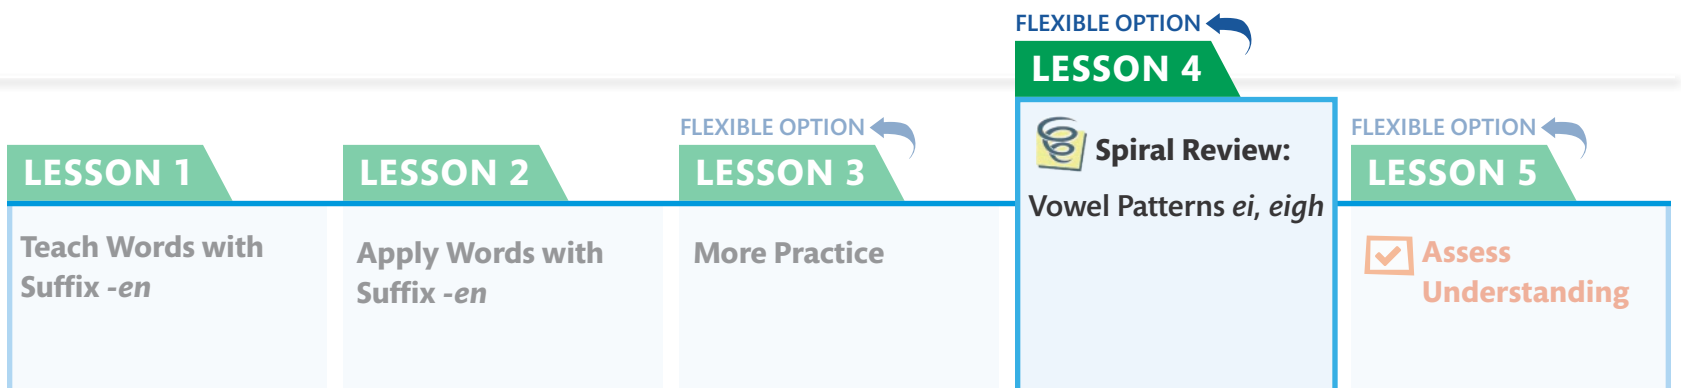 LESSON 1
Teach Words with
Suffix -en
LESSON 2
Apply Words with
Suffix -en
FLEXIBLE OPTION
LESSON 3
More Practice
FLEXIBLE OPTION
LESSON 4
Spiral Review:
Vowel Patterns ei, eigh
FLEXIBLE OPTION
LESSON 5
Assess
Understanding